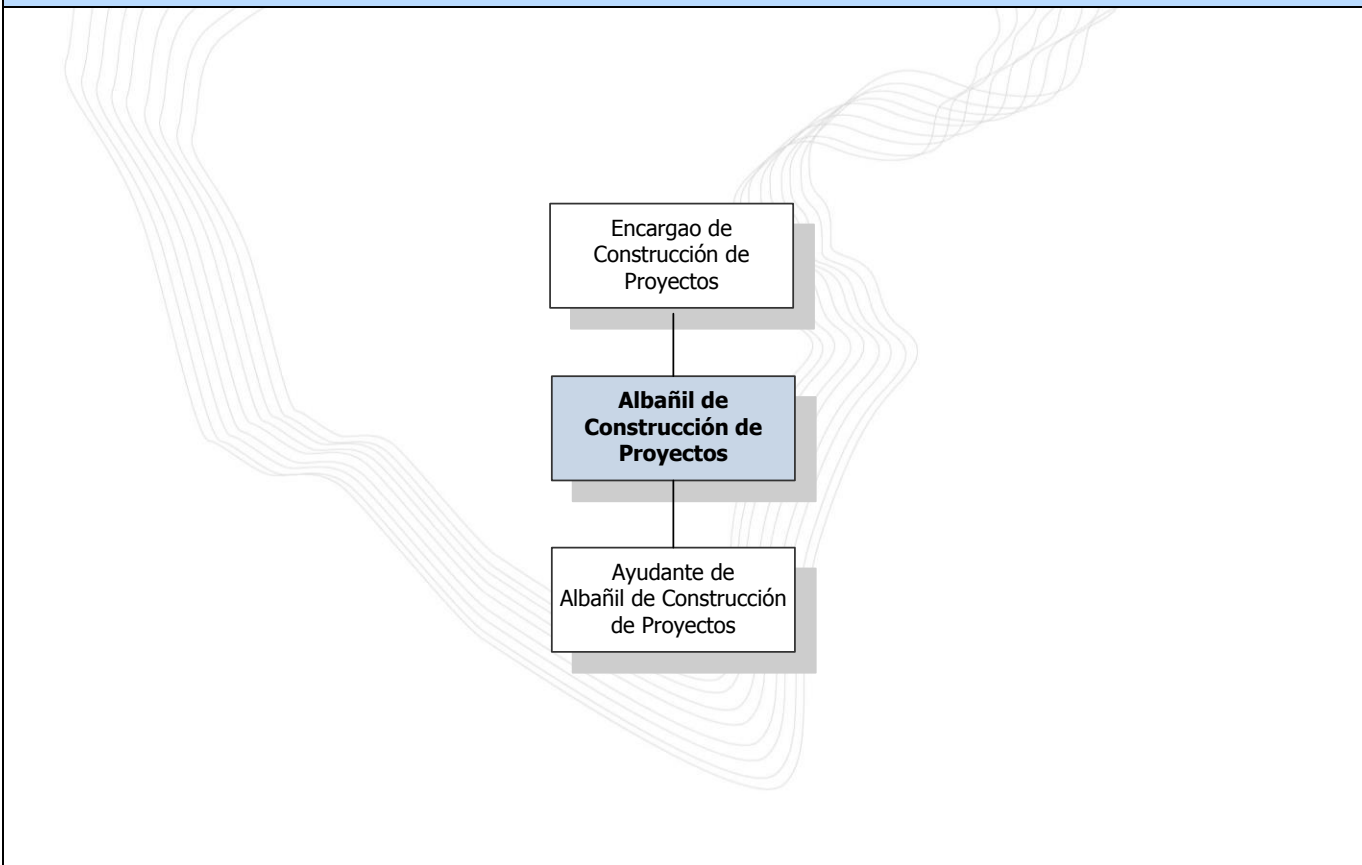 Encargao de
Construcción de
Proyectos
Albañil de
Construcción de
Proyectos
Ayudante de
Albañil de Construcción
de Proyectos